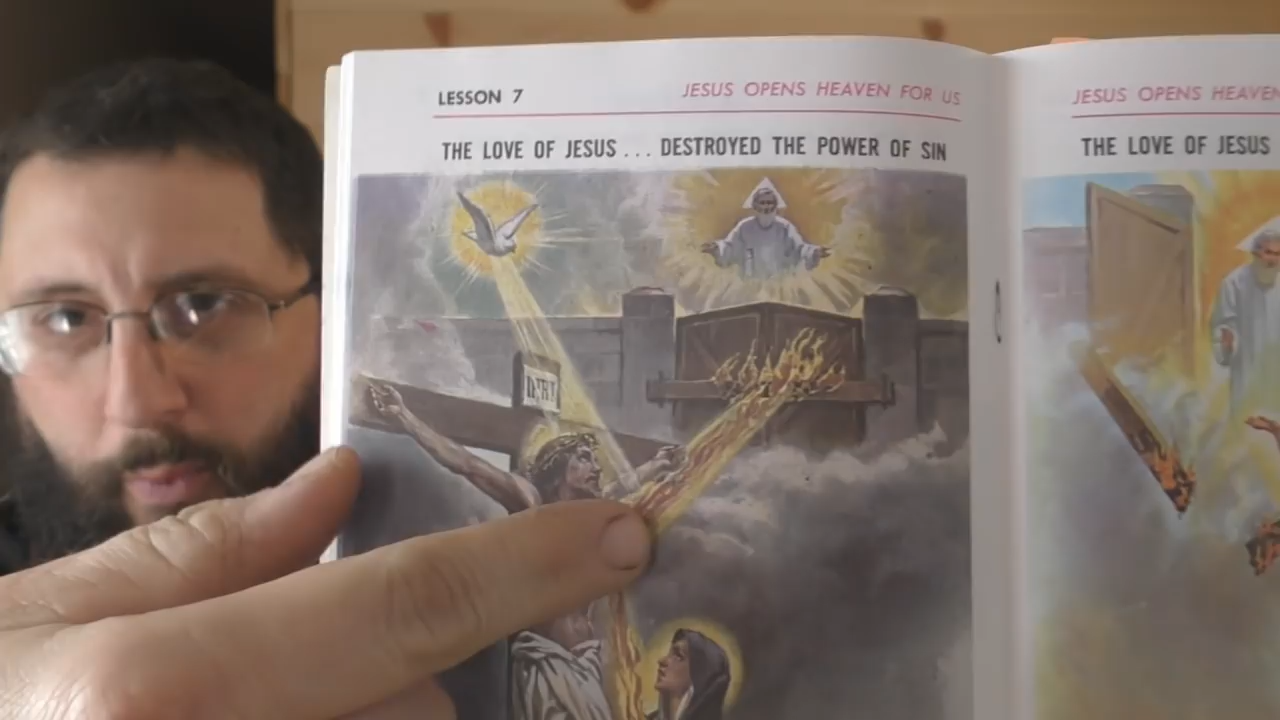 LESSON 7
JESUS OPENS HEAVEN FOR US
THE LOVE OF JESUS ... DESTROYED THE POWER OF SIN
INRI
JESUS OPENS HEAVEN
THE LOVE OF JESUS